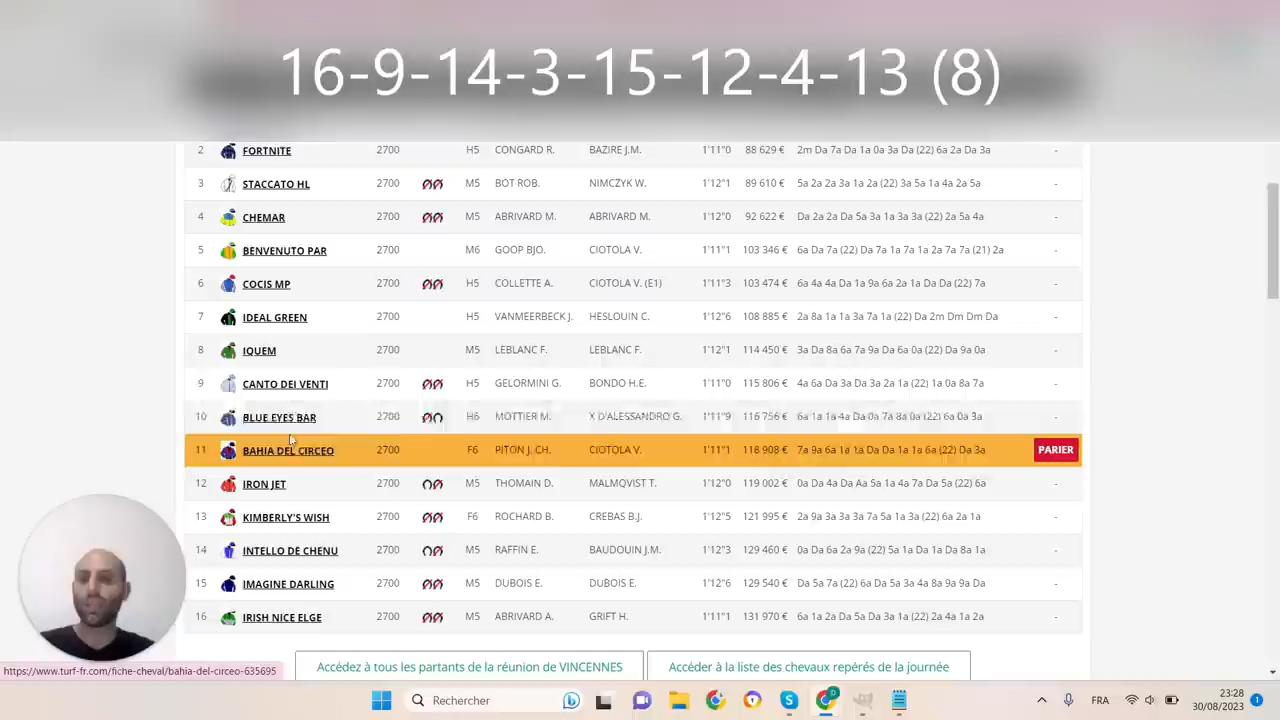 16-9-14-3-15-12-4-13 (8)
2 FORTNITE 2700 H5 CONGARD R. BAZIRE J.M. 1'11"0 88 629 € 2m Da 7a Da 1a 0a 3a Da (22) 6a 2a Da 3a -
3 STACCATO HL 2700 M5 BOT ROB. NIMCZYK W. 1'12"1 89 610 € 5a 2a 2a 3a 1a 2a (22) 3a 5a 1a 4a 2a 5a -
4 CHEMAR 2700 M5 ABRIVARD M. ABRIVARD M. 1'12"0 92 622 € Da 2a 2a Da 5a 3a 1a 3a 3a (22) 2a 5a 4a -
5 BENVENUTO PAR 2700 M6 GOOP BJO. CIOTOLA V. 1'11"1 103 346 € 6a Da 7a (22) Da 7a 1a 7a 1a 2a 7a 7a (21) 2a -
6 COCIS MP 2700 H5 COLLETTE A. CIOTOLA V. (E1) 1'11"3 103 474 € 6a 4a 4a Da 1a 9a 6a 2a 1a Da Da (22) 7a -
7 IDEAL GREEN 2700 H5 VANMEERBECK J. HESLOUIN C. 1'12"6 108 885 € 2a 8a 1a 1a 3a 7a 1a (22) Da 2m Dm Dm Da -
8 IQUEM M5 2700 LEBLANC F. LEBLANC F. 1'12"1 114 450 € 3a Da 8a 6a 7a 9a Da 6a 0a (22) Da 9a 0a -
9 CANTO DEI VENTI 2700 H5 GELORMINI G. BONDO H.E. 1'11"0 115 806 € 4a 6a Da 3a Da 3a 2a 1a (22) 1a 0a 8a 7a -
10 BLUE EYES BAR 2700 H6 MOTTIER M. X D'ALESSANDRO G. 1'11"9 116 756 € 6a 1a 1a 4a Da 0a 7a 8a 0a (22) 6a 0a 3a -
11 BAHIA DEL CIRCEO 2700 F6 PITON J. CH. CIOTOLA V. 1'11"1 118 908 € 7a 9a 6a 1a 1a Da Da 1a 1a 6a (22) Da 3a PARIER
12 IRON JET 2700 M5 THOMAIN D. MALMQVIST T. 1'12"0 119 002 € 0a Da 4a Da Aa 5a 1a 4a 7a Da 5a (22) 6a -
13 KIMBERLY'S WISH 2700 F6 ROCHARD B. CREBAS B.J. 1'12"5 121 995 € 2a 9a 3a 3a 3a 7a 5a 1a 3a (22) 6a 2a 1a -
14 INTELLO DE CHENU 2700 M5 RAFFIN E. BAUDOUIN J.M. 1'12"3 129 460 € 0a Da 6a 2a 9a (22) 5a 1a Da 1a Da 8a 1a -
15 IMAGINE DARLING 2700 M5 DUBOIS E. DUBOIS E. 1'12"6 129 540 € Da 5a 7a (22) 6a Da 5a 3a 4a 8a 9a 9a Da -
16 IRISH NICE ELGE 2700 M5 ABRIVARD A. GRIFT H. 1'11"1 131 970 € 6a 1a 2a Da 5a Da 3a 1a (22) 2a 4a 1a 2a -
Accédez à tous les partants de la réunion de VINCENNES Accéder à la liste des chevaux repérés de la journée
https://www.turf-fr.com/fiche-cheval/bahia-del-circeo-635695
Rechercher FRA 23:28
30/08/2023